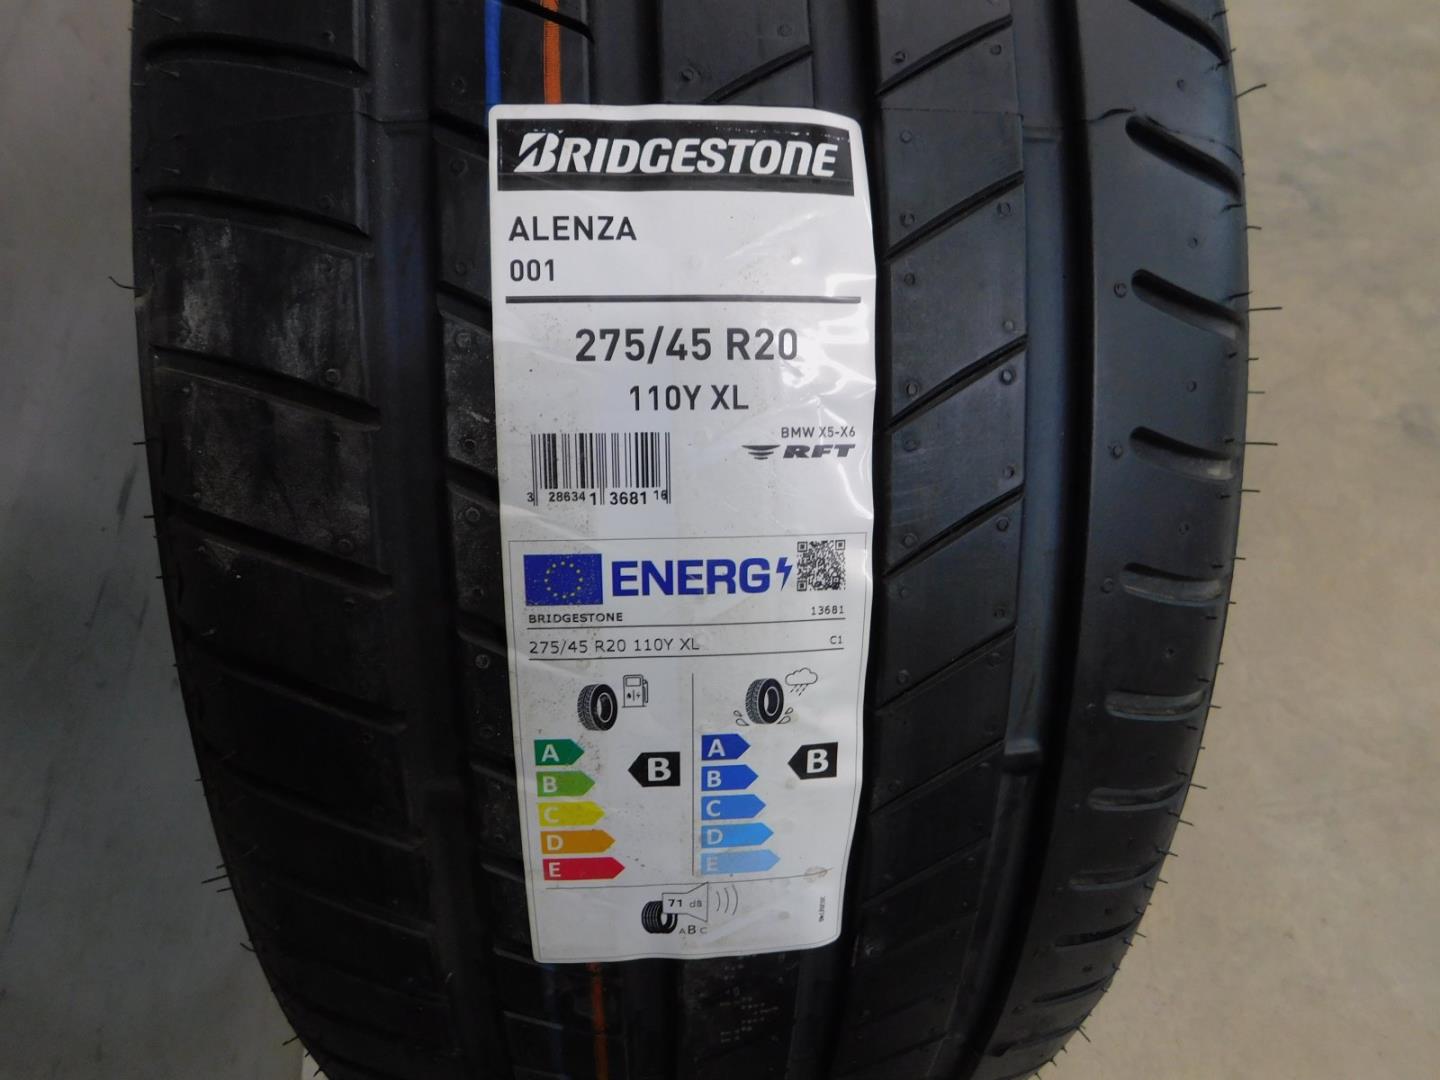 BRIDGESTONE
ALENZA
001
275/45 R20
110Y XL
BMW X5-X6
RFT
3 286341 368116
ENERG
BRIDGESTONE 13681
275/45 R20 110Y XL C1
A
B
C
D
E
B
A
B
C
D
E
B
71 dB
ABC